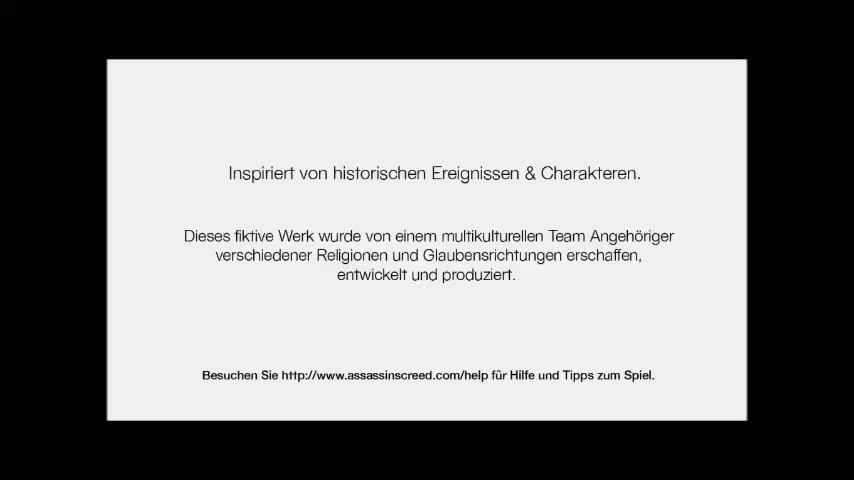 Inspiriert von historischen Ereignissen & Charakteren.
Dieses fiktive Werk wurde von einem multikulturellen Team Angehöriger
verschiedener Religionen und Glaubensrichtungen erschaffen,
entwickelt und produziert.
Besuchen Sie http://www.assassinscreed.com/help für Hilfe und Tipps zum Spiel.